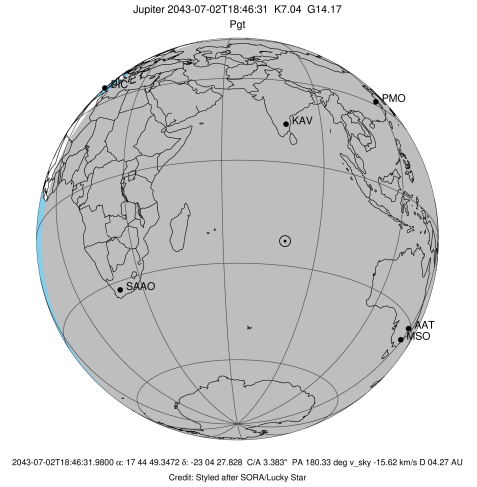 Jupiter 2043-07-02T18:46:31 K7.04 G14.17
Pgt
PIC
PMO
KAV
SAAO
AAT
MSO
2043-07-02T18:46:31.9800 α: 17 44 49.3472 δ: -23 04 27.828 C/A 3.383" PA 180.33 deg v_sky -15.62 km/s D 04.27 AU
Credit: Styled after SORA/Lucky Star